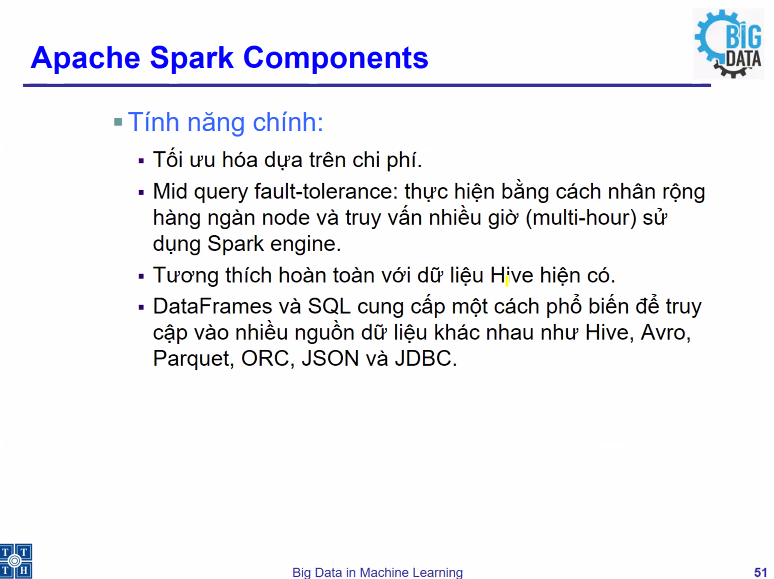 BIG
DATA
Apache Spark Components
Tính năng chính:
Tối ưu hóa dựa trên chi phí.
Mid query fault-tolerance: thực hiện bằng cách nhân rộng
hàng ngàn node và truy vấn nhiều giờ (multi-hour) sử
dụng Spark engine.
Tương thích hoàn toàn với dữ liệu Hive hiện có.
DataFrames và SQL cung cấp một cách phổ biến để truy
cập vào nhiều nguồn dữ liệu khác nhau như Hive, Avro,
Parquet, ORC, JSON và JDBC.
T T
T H
Big Data in Machine Learning
51